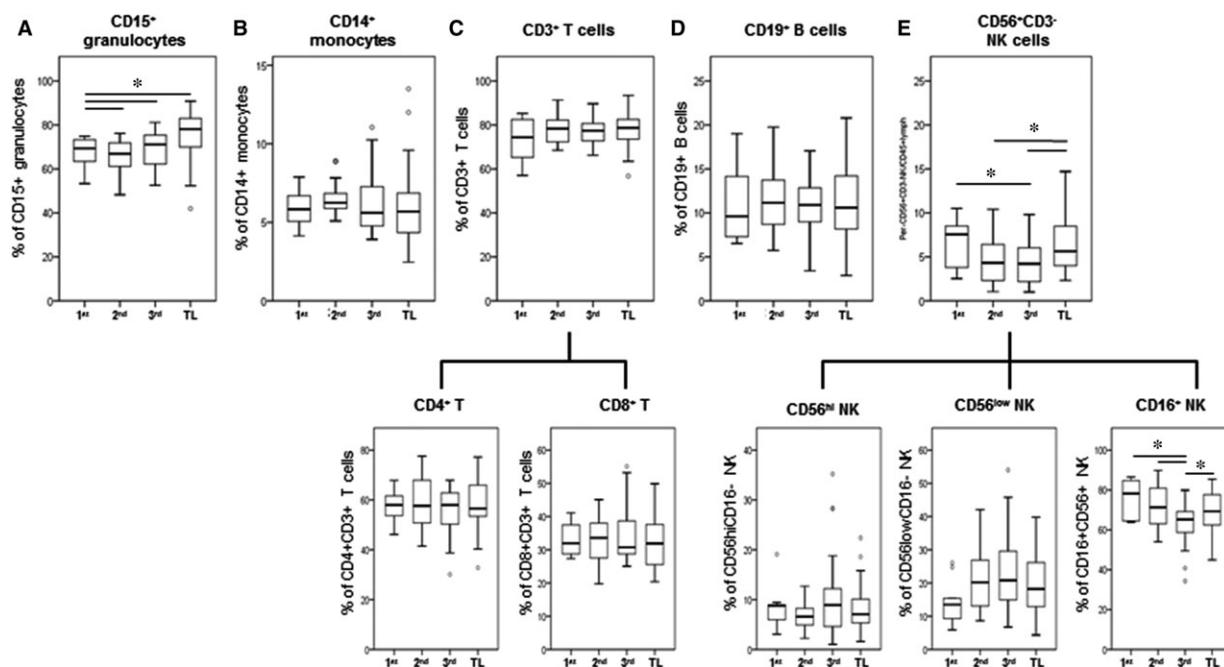 A
CD15⁺
granulocytes
% of CD15+ granulocytes
100
80
60
40
20
0
*
1ˢᵗ 2ⁿᵈ 3ʳᵈ TL
B
CD14⁺
monocytes
% of CD14+ monocytes
15
10
5
0
1ˢᵗ 2ⁿᵈ 3ʳᵈ TL
C
CD3⁺ T cells
% of CD3+ T cells
100
80
60
40
20
0
1ˢᵗ 2ⁿᵈ 3ʳᵈ TL
D
CD19⁺ B cells
% of CD19+ B cells
25
20
15
10
5
0
1ˢᵗ 2ⁿᵈ 3ʳᵈ TL
E
CD56⁺CD3⁻
NK cells
Per-CD56+CD3-NK/CD45+lymph
25
20
15
10
5
0
*
*
1ˢᵗ 2ⁿᵈ 3ʳᵈ TL
CD4⁺ T
% of CD4+CD3+ T cells
80
60
40
20
0
1ˢᵗ 2ⁿᵈ 3ʳᵈ TL
CD8⁺ T
% of CD8+CD3+ T cells
60
50
40
30
20
10
0
1ˢᵗ 2ⁿᵈ 3ʳᵈ TL
CD56ʰⁱ NK
% of CD56hiCD16- NK
40
30
20
10
0
1ˢᵗ 2ⁿᵈ 3ʳᵈ TL
CD56ˡᵒʷ NK
% of CD56lowCD16- NK
60
50
40
30
20
10
0
1ˢᵗ 2ⁿᵈ 3ʳᵈ TL
CD16⁺ NK
% of CD16+CD56+ NK
100
80
60
40
20
0
*
*
1ˢᵗ 2ⁿᵈ 3ʳᵈ TL